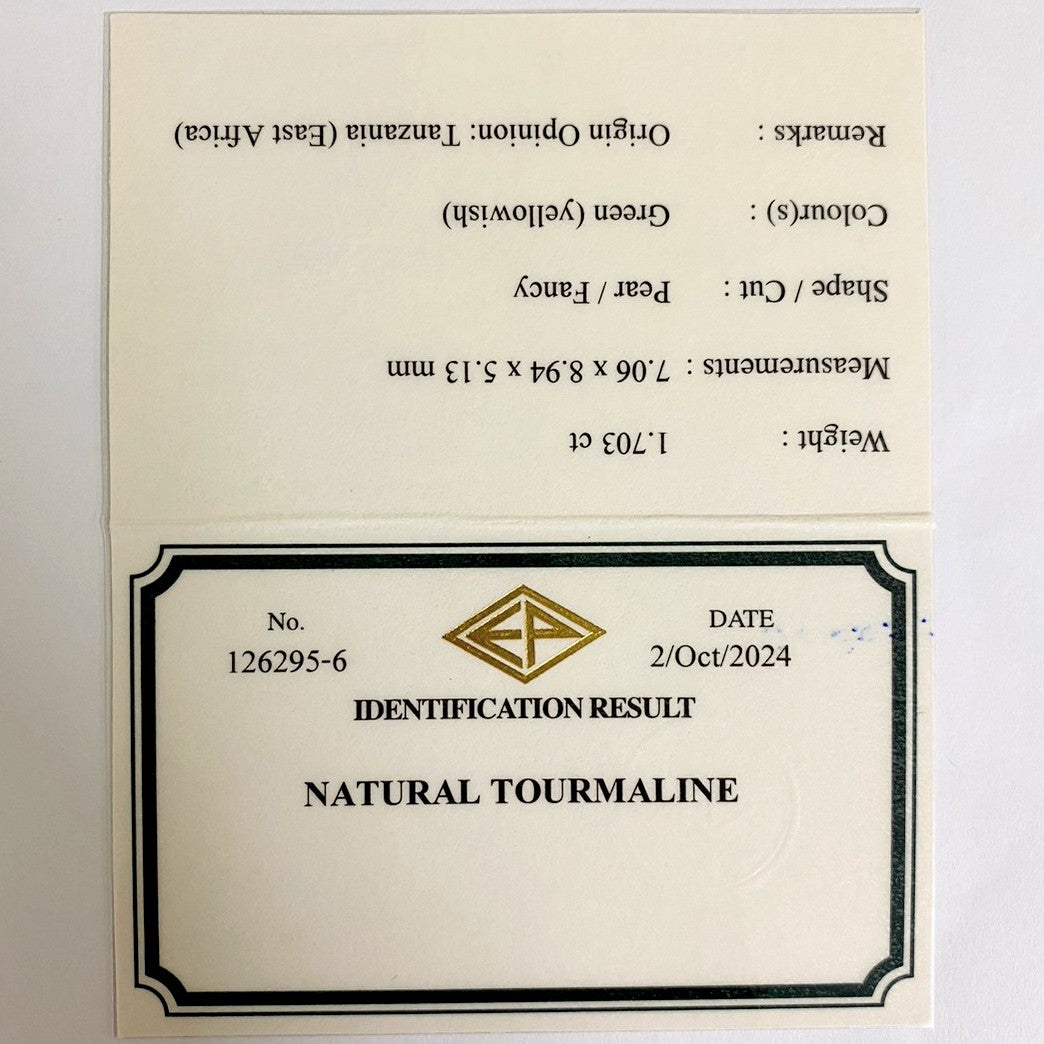 Weight : 1.703 ct
Measurements : 7.06 x 8.94 x 5.13 mm
Shape / Cut : Pear / Fancy
Colour(s) : Green (yellowish)
Remarks : Origin Opinion: Tanzania (East Africa)
No.
126295-6
EP
DATE
2/Oct/2024
IDENTIFICATION RESULT
NATURAL TOURMALINE